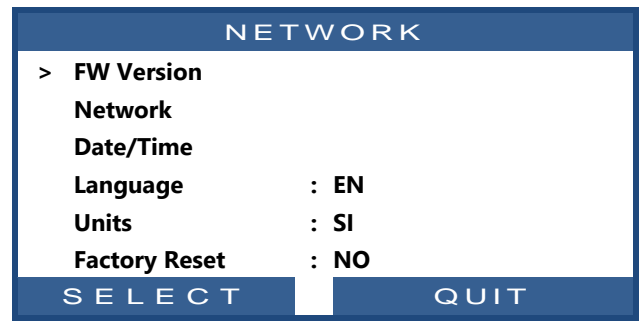 NETWORK
> FW Version
Network
Date/Time
Language : EN
Units : SI
Factory Reset : NO
SELECT QUIT